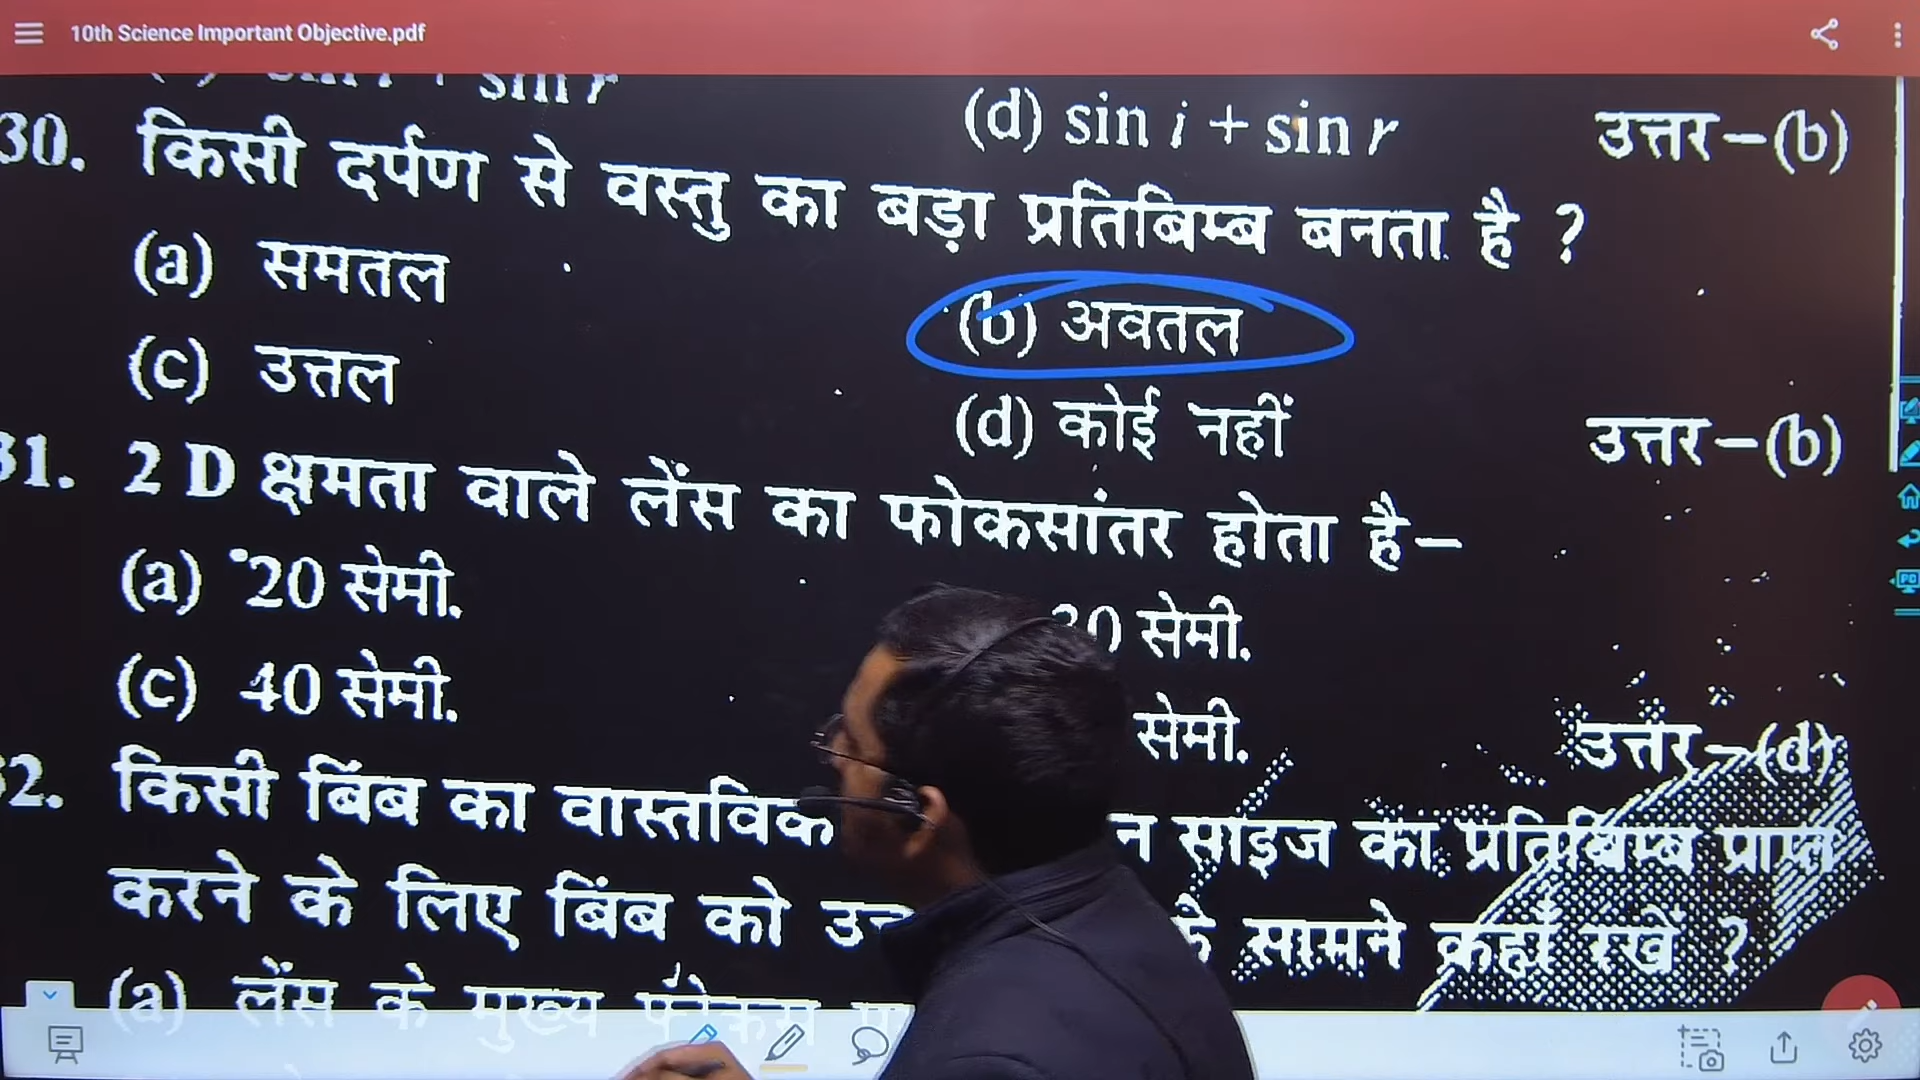 10th Science Important Objective.pdf
(d) sin i + sin r उत्तर–(b)
30. किसी दर्पण से वस्तु का बड़ा प्रतिबिम्ब बनता है ?
(a) समतल (b) अवतल
(c) उत्तल (d) कोई नहीं उत्तर–(b)
31. 2 D क्षमता वाले लेंस का फोकसांतर होता है–
(a) 20 सेमी. 30 सेमी.
(c) 40 सेमी. सेमी. उत्तर–(d)
32. किसी बिंब का वास्तविक साइज का प्रतिबिम्ब प्राप्त
करने के लिए बिंब को सामने कहाँ रखें ?
(a) लेंस के मुख्य फोकस